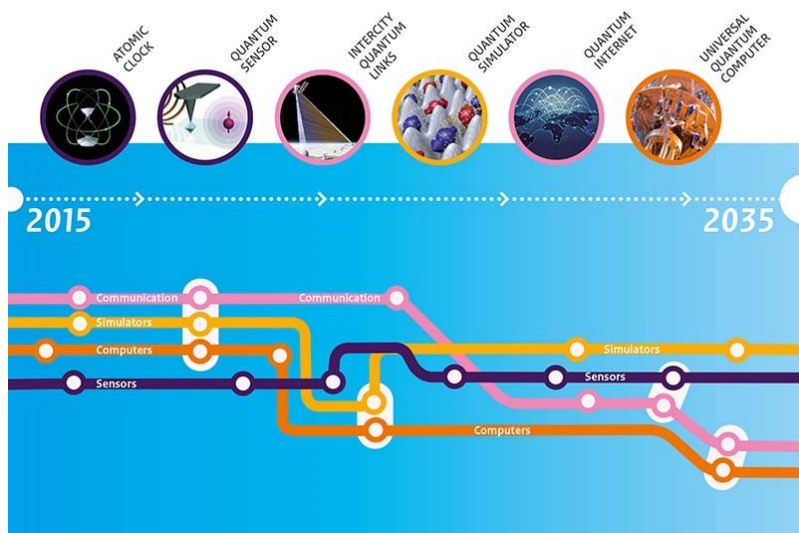 ATOMIC
CLOCK
QUANTUM
SENSOR
INTERCITY
QUANTUM
LINKS
QUANTUM
SIMULATOR
QUANTUM
INTERNET
UNIVERSAL
QUANTUM
COMPUTER
2015
2035
Communication
Communication
Simulators
Computers
Sensors
Simulators
Sensors
Computers